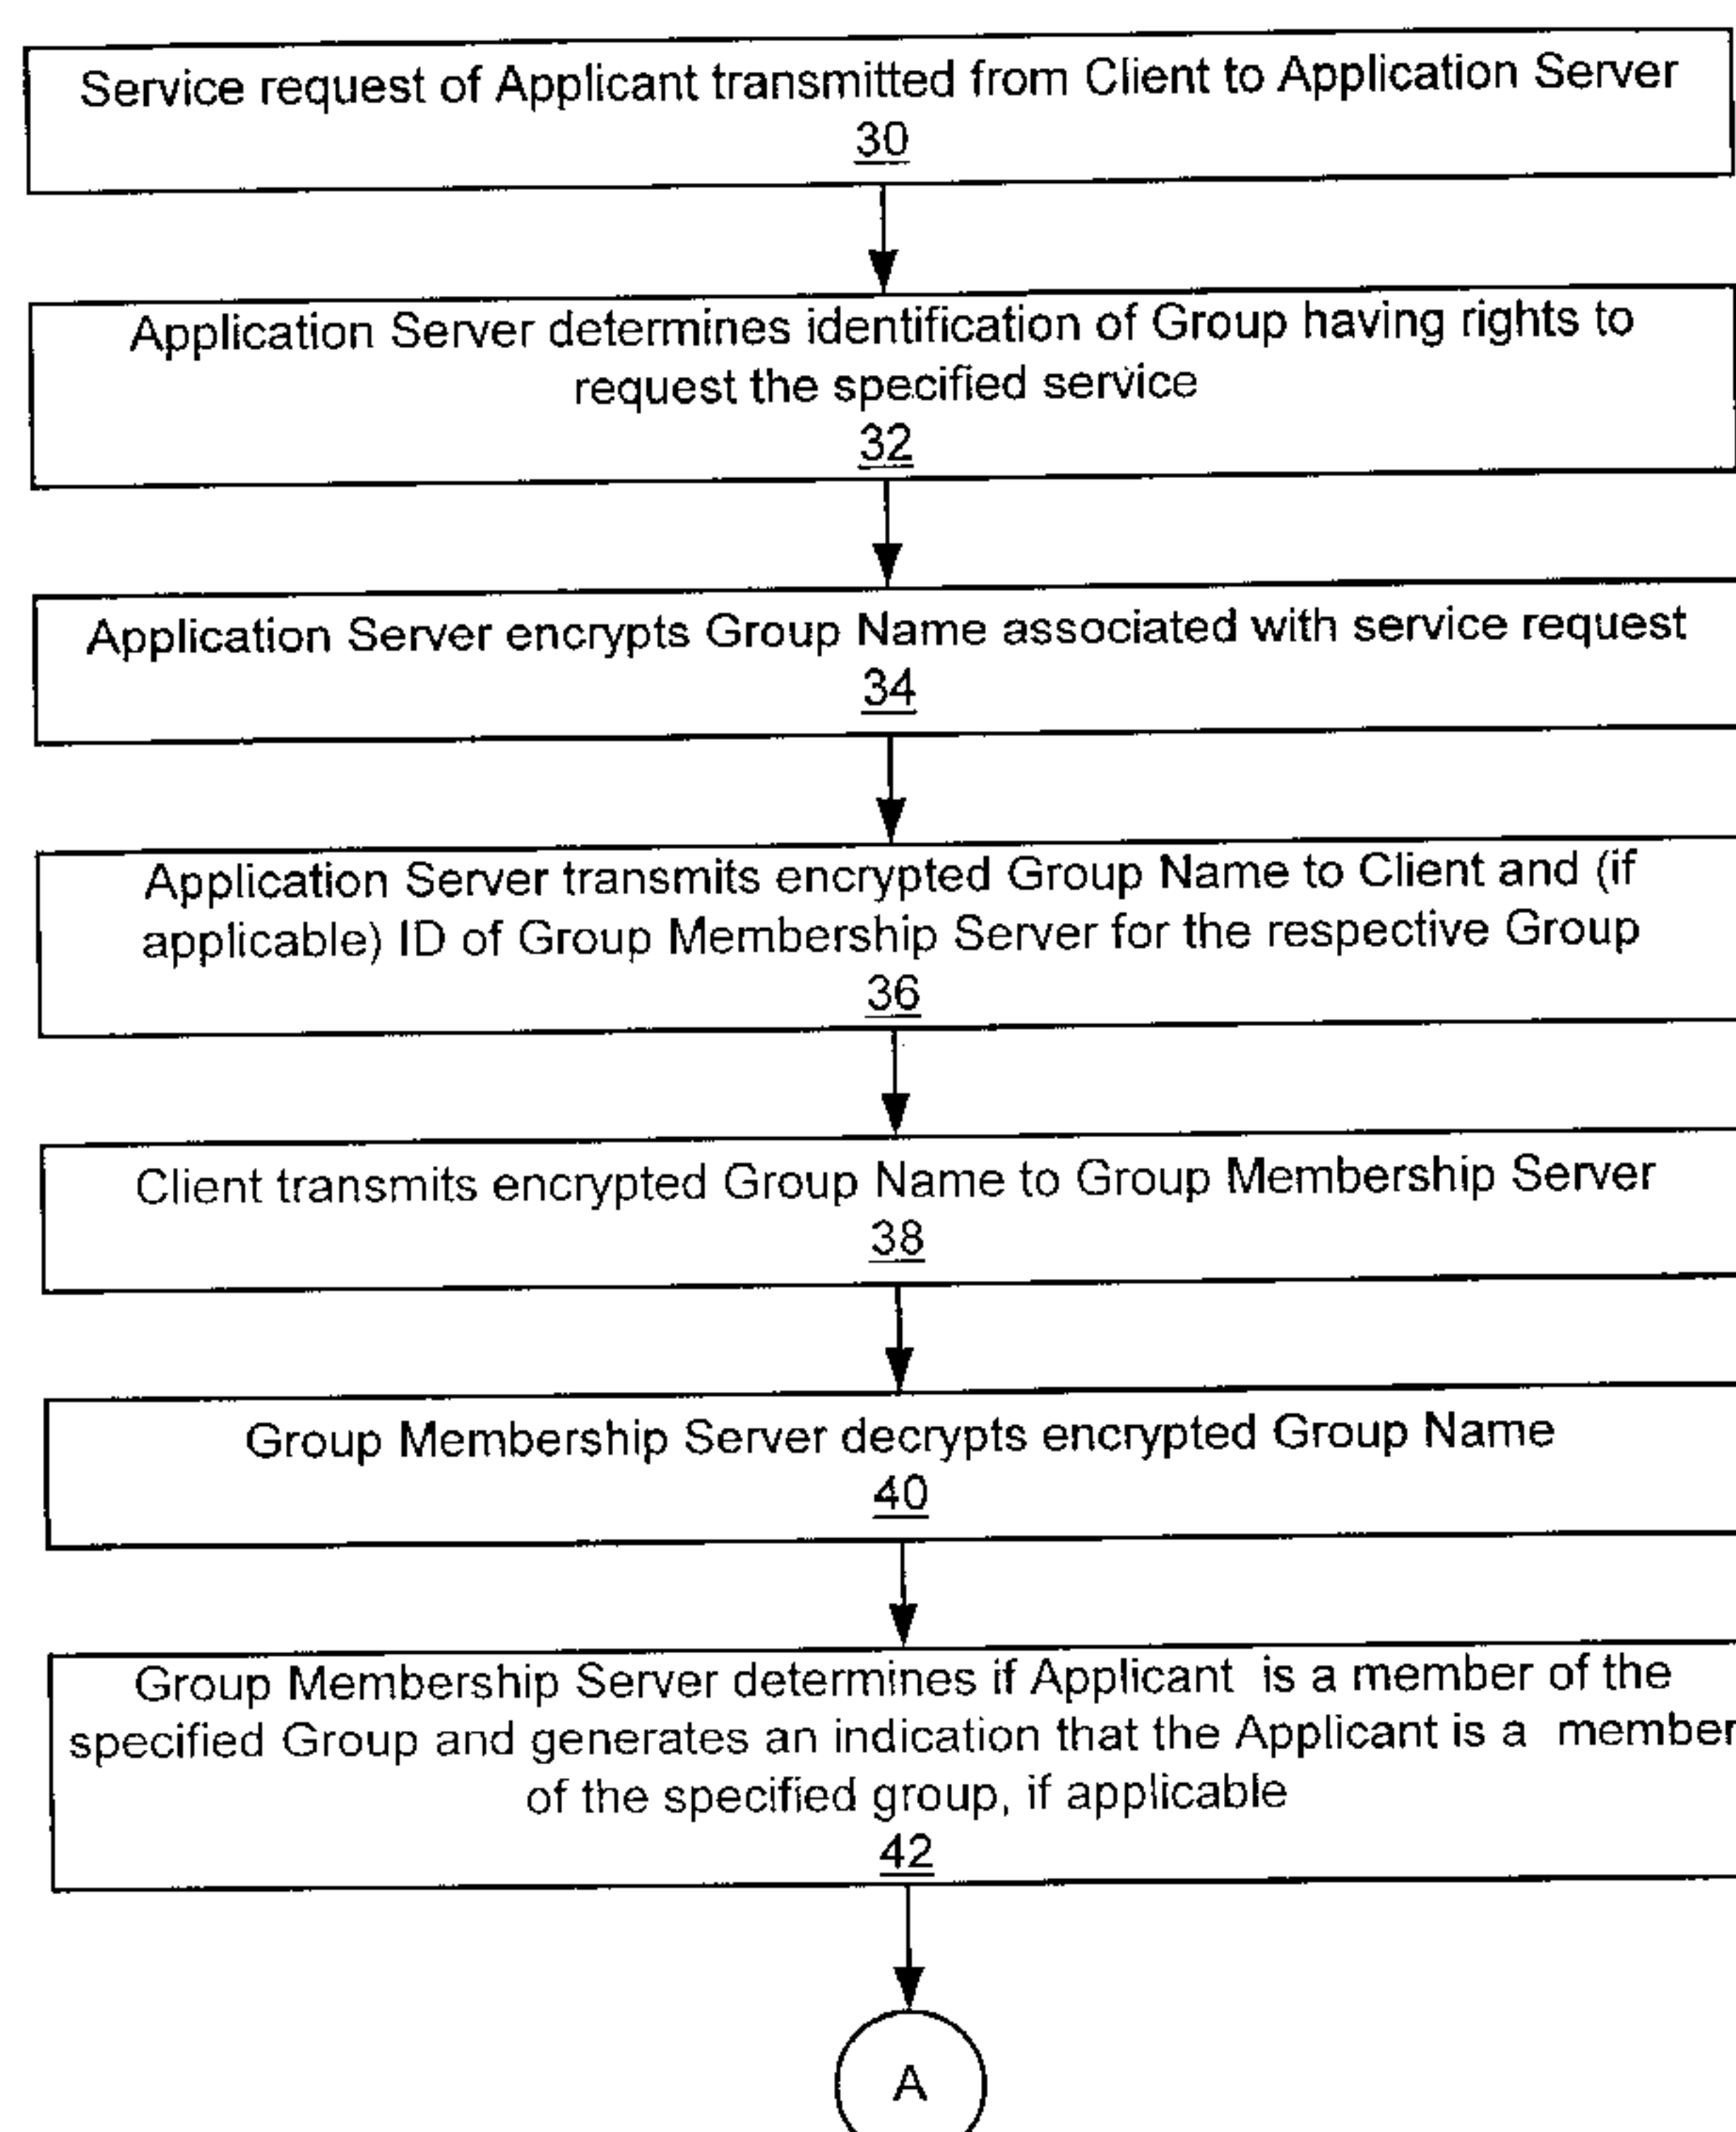 Service request of Applicant transmitted from Client to Application Server
30
Application Server determines identification of Group having rights to
request the specified service
32
Application Server encrypts Group Name associated with service request
34
Application Server transmits encrypted Group Name to Client and (if
applicable) ID of Group Membership Server for the respective Group
36
Client transmits encrypted Group Name to Group Membership Server
38
Group Membership Server decrypts encrypted Group Name
40
Group Membership Server determines if Applicant is a member of the
specified Group and generates an indication that the Applicant is a member
of the specified group, if applicable
42
A